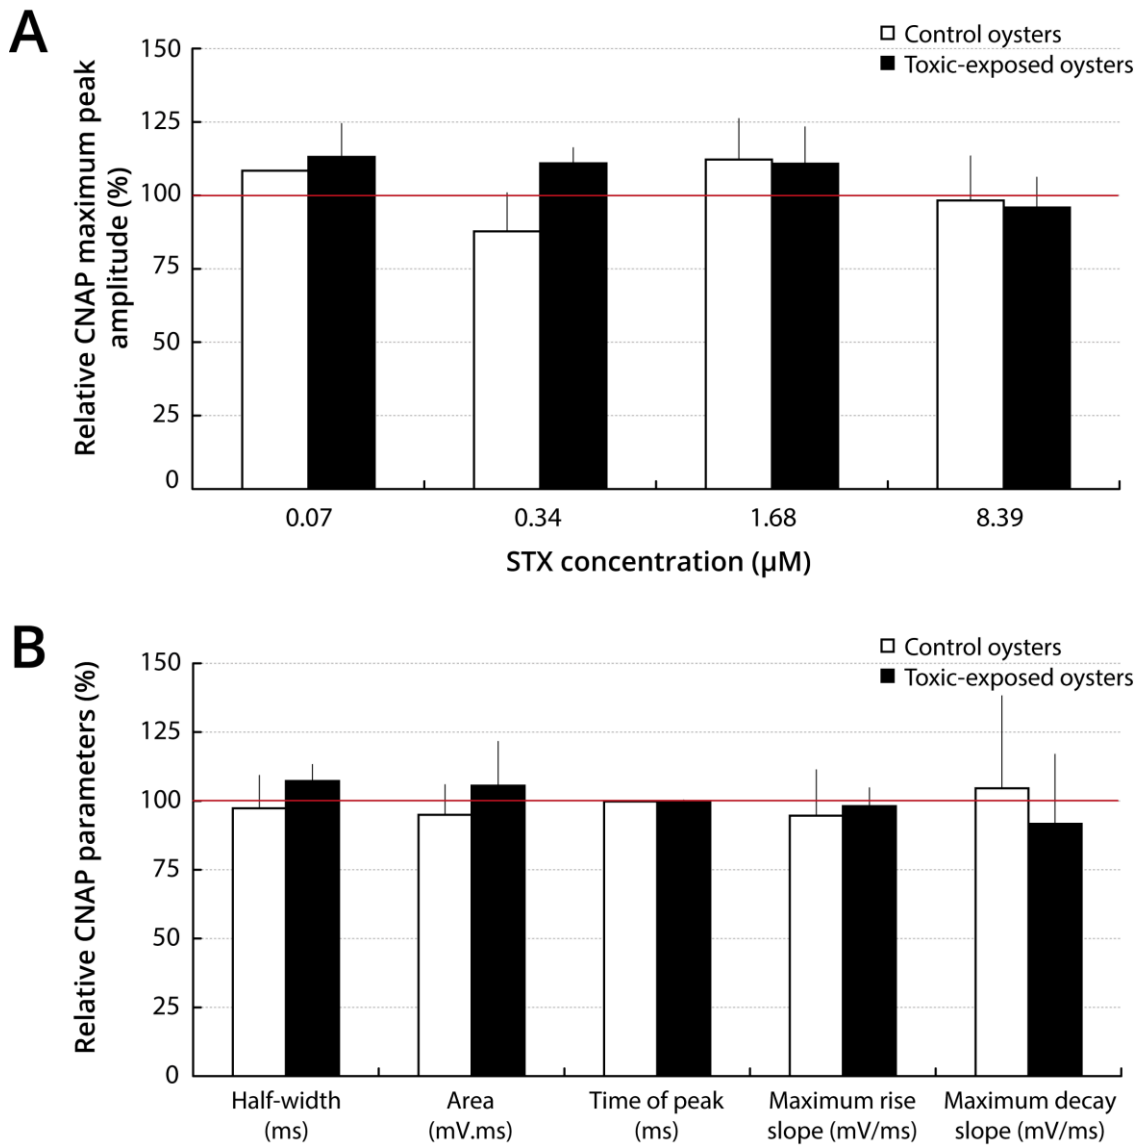 A
Control oysters
Toxic-exposed oysters
Relative CNAP maximum peak
amplitude (%)
150
125
100
75
50
25
0
0.07 0.34 1.68 8.39
STX concentration (µM)
B
Control oysters
Toxic-exposed oysters
Relative CNAP parameters (%)
150
125
100
75
50
25
0
Half-width Area Time of peak Maximum rise Maximum decay
(ms) (mV.ms) (ms) slope (mV/ms) slope (mV/ms)